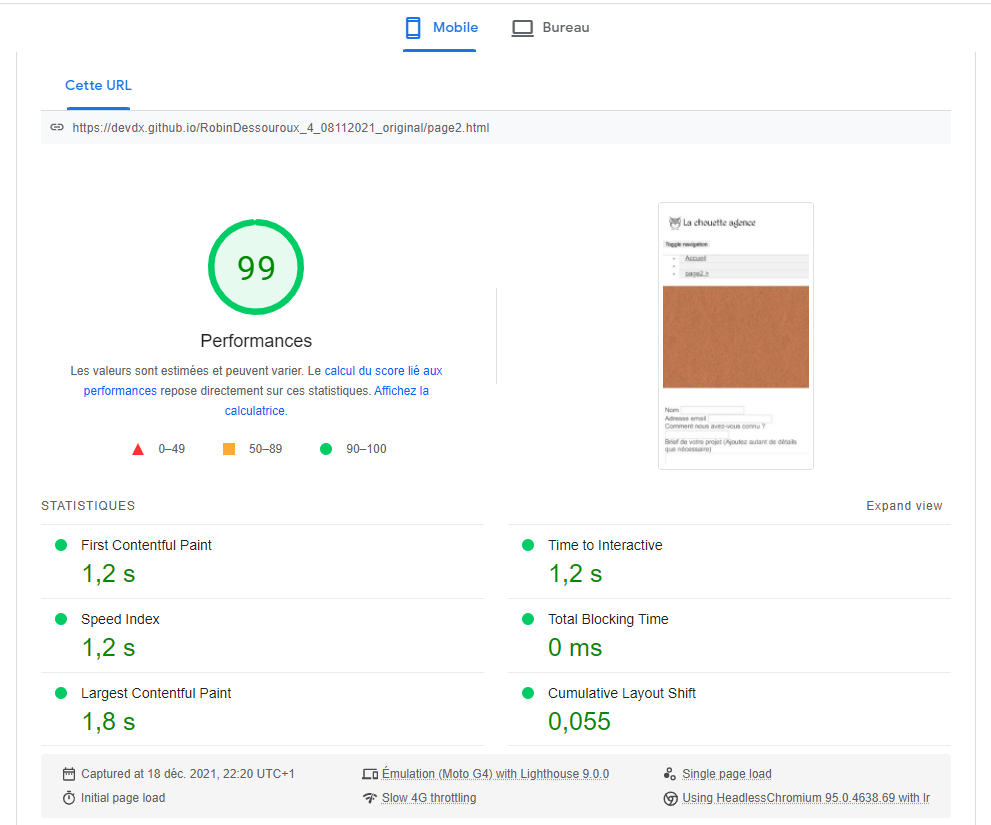 Mobile
Bureau
Cette URL
https://devdx.github.io/RobinDessouroux_4_08112021_original/page2.html
99
Performances
Les valeurs sont estimées et peuvent varier. Le calcul du score lié aux
performances repose directement sur ces statistiques. Affichez la
calculatrice.
0–49
50–89
90–100
La chouette agence
Toggle navigation
Accueil
page2 >
Nom
Adresse email
Comment nous avez-vous connu ?
Brief de votre projet (Ajoutez autant de détails
que nécessaire)
STATISTIQUES
Expand view
First Contentful Paint
1,2 s
Time to Interactive
1,2 s
Speed Index
1,2 s
Total Blocking Time
0 ms
Largest Contentful Paint
1,8 s
Cumulative Layout Shift
0,055
Captured at 18 déc. 2021, 22:20 UTC+1
Émulation (Moto G4) with Lighthouse 9.0.0
Single page load
Initial page load
Slow 4G throttling
Using HeadlessChromium 95.0.4638.69 with lr